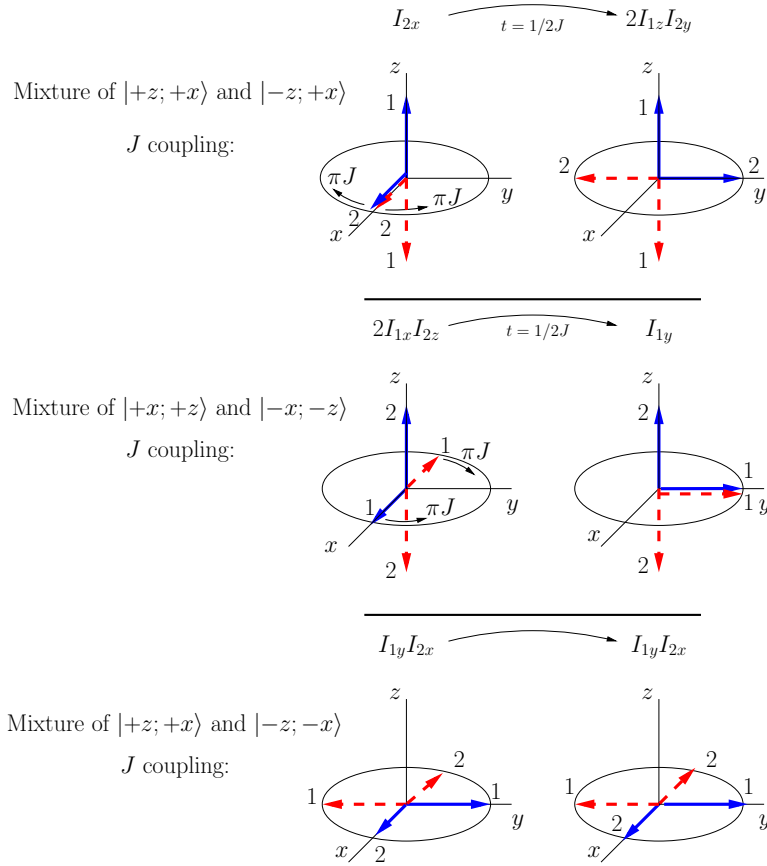 I_{2x} t = 1/2J 2I_{1z}I_{2y}
Mixture of |+z; +x⟩ and |−z; +x⟩
J coupling:
z z
1 1
πJ πJ 2 2
2 2 y y
x x
1 1
2I_{1x}I_{2z} t = 1/2J I_{1y}
Mixture of |+x; +z⟩ and |−x; −z⟩
J coupling:
z z
2 2
1 πJ 1
1 πJ y 1 y
x x
2 2
I_{1y}I_{2x} I_{1y}I_{2x}
Mixture of |+z; +x⟩ and |−z; −x⟩
J coupling:
z z
2 2
1 1 1 1
y y
x 2 x 2